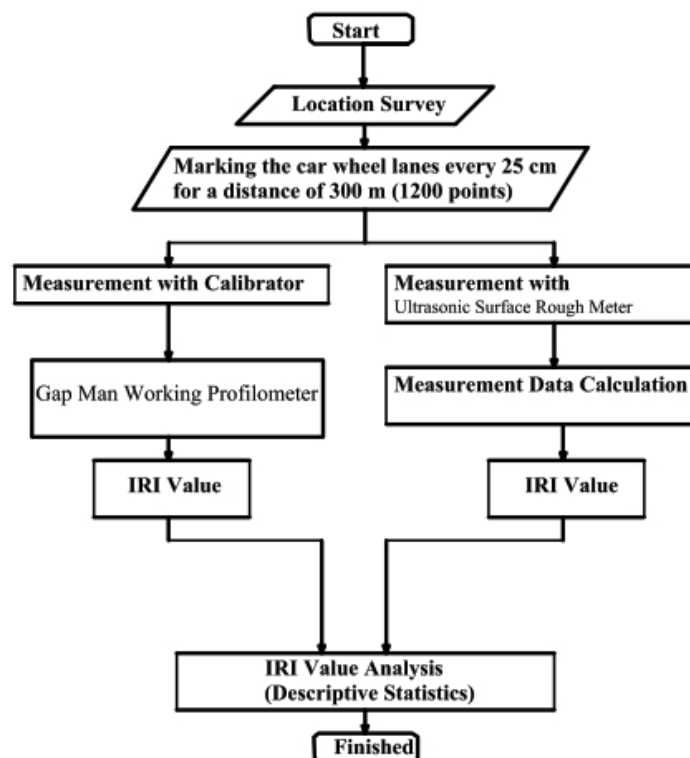 Start
Location Survey
Marking the car wheel lanes every 25 cm
for a distance of 300 m (1200 points)
Measurement with Calibrator
Gap Man Working Profilometer
IRI Value
Measurement with
Ultrasonic Surface Rough Meter
Measurement Data Calculation
IRI Value
IRI Value Analysis
(Descriptive Statistics)
Finished